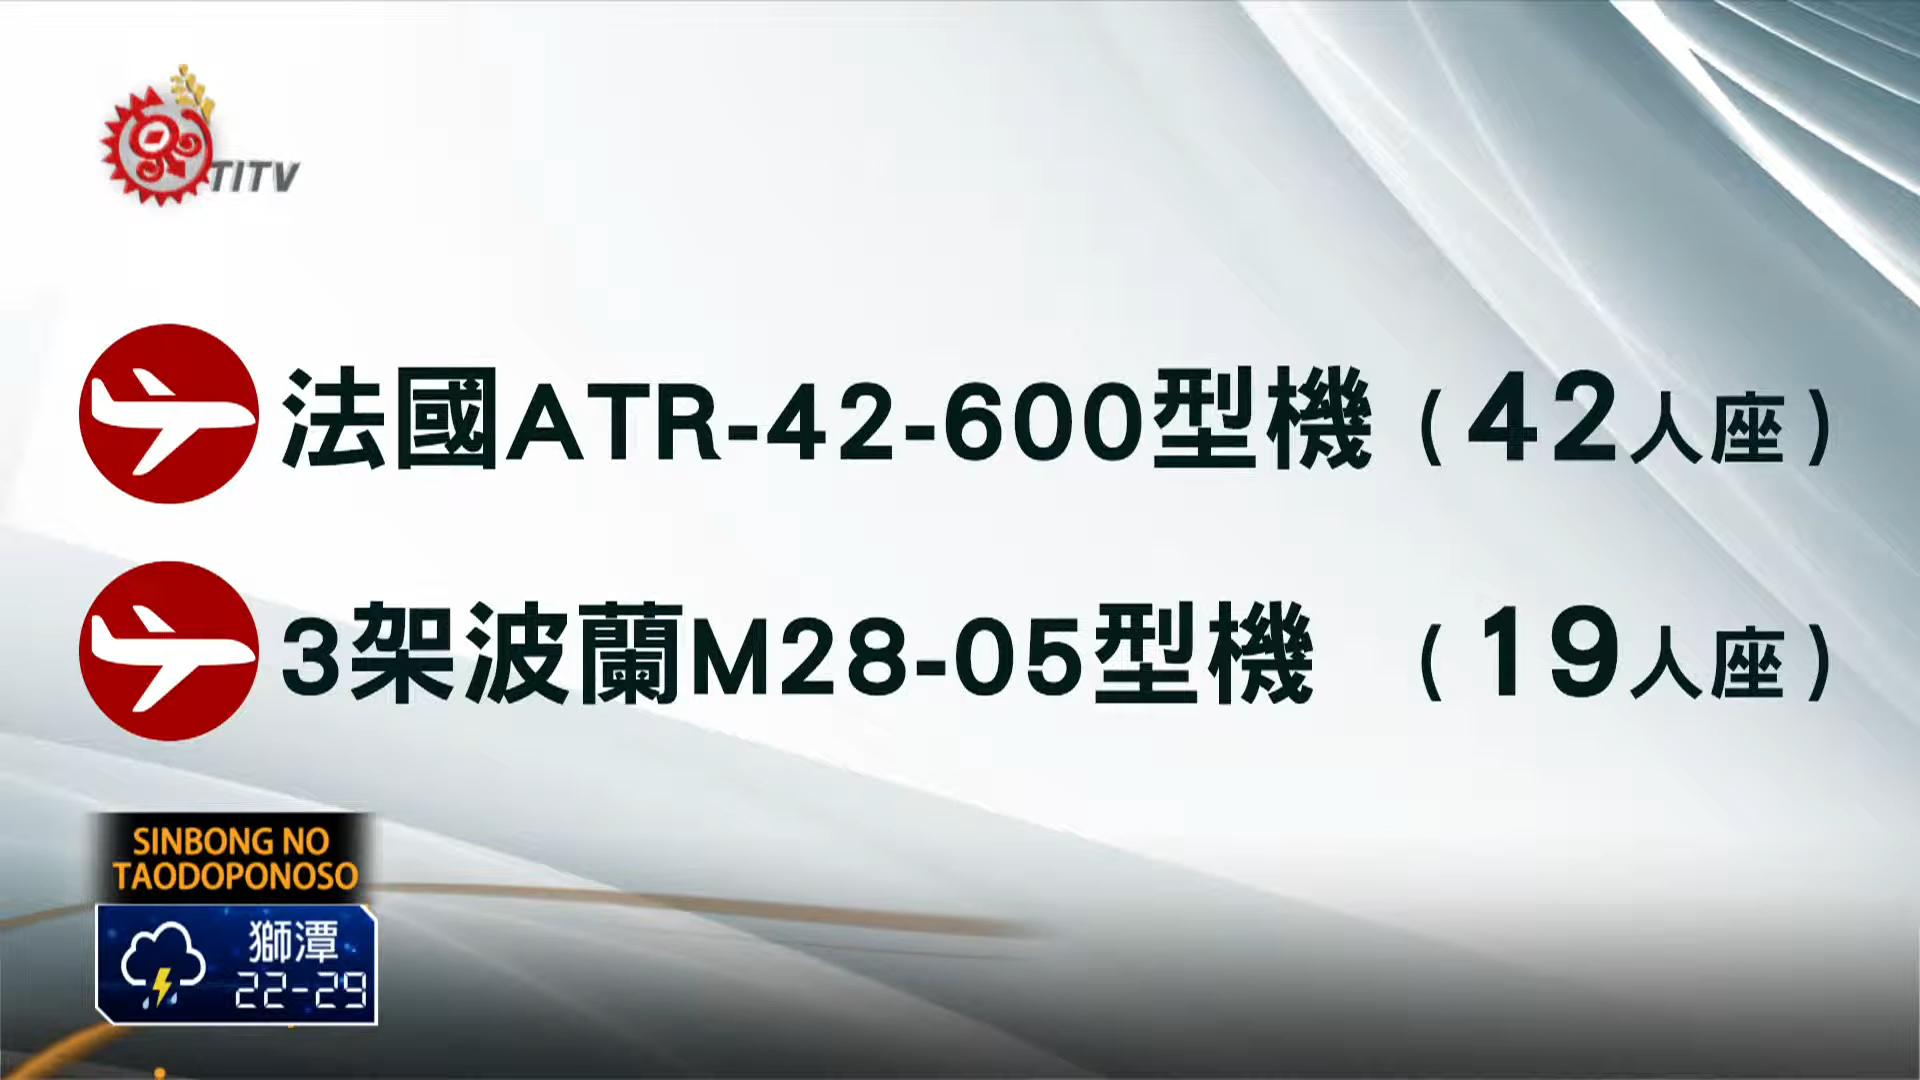 TITV
法國ATR-42-600型機（42人座）
3架波蘭M28-05型機（19人座）
SINBONG NO
TAODOPONOSO
獅潭
22-29